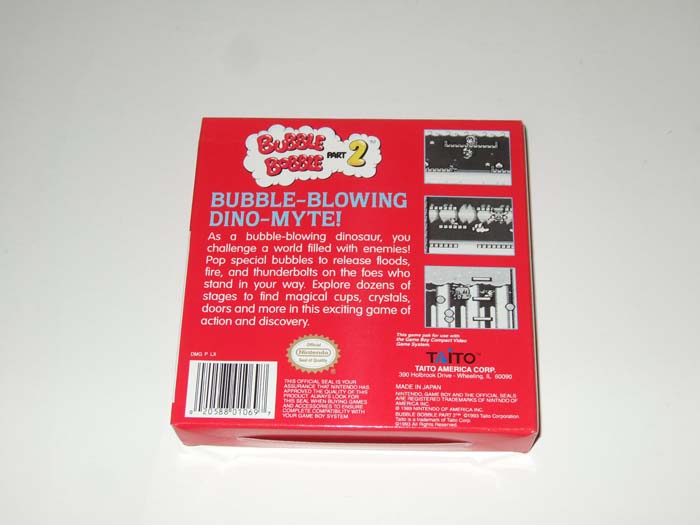 BUBBLE
BOBBLE PART 2 ™
BUBBLE-BLOWING
DINO-MYTE!
As a bubble-blowing dinosaur, you
challenge a world filled with enemies!
Pop special bubbles to release floods,
fire, and thunderbolts on the foes who
stand in your way. Explore dozens of
stages to find magical cups, crystals,
doors and more in this exciting game of
action and discovery.
DMG P LX
0 20588 01069 7
Official
Nintendo
Seal of Quality
THIS OFFICIAL SEAL IS YOUR
ASSURANCE THAT NINTENDO HAS
APPROVED THE QUALITY OF THIS
PRODUCT. ALWAYS LOOK FOR
THIS SEAL WHEN BUYING GAMES
AND ACCESSORIES TO ENSURE
COMPLETE COMPATIBILITY WITH
YOUR GAME BOY SYSTEM.
This game pak for use with
the Game Boy Compact Video
Game System.
TAITO™
TAITO AMERICA CORP.
390 Holbrook Drive - Wheeling, IL 60090
MADE IN JAPAN
NINTENDO, GAME BOY AND THE OFFICIAL SEALS
ARE REGISTERED TRADEMARKS OF NINTENDO OF
AMERICA INC.
© 1989 NINTENDO OF AMERICA INC.
BUBBLE BOBBLE PART 2™ ©1993 Taito Corporation
Taito is a trademark of Taito Corp.
©1993 All Rights Reserved.